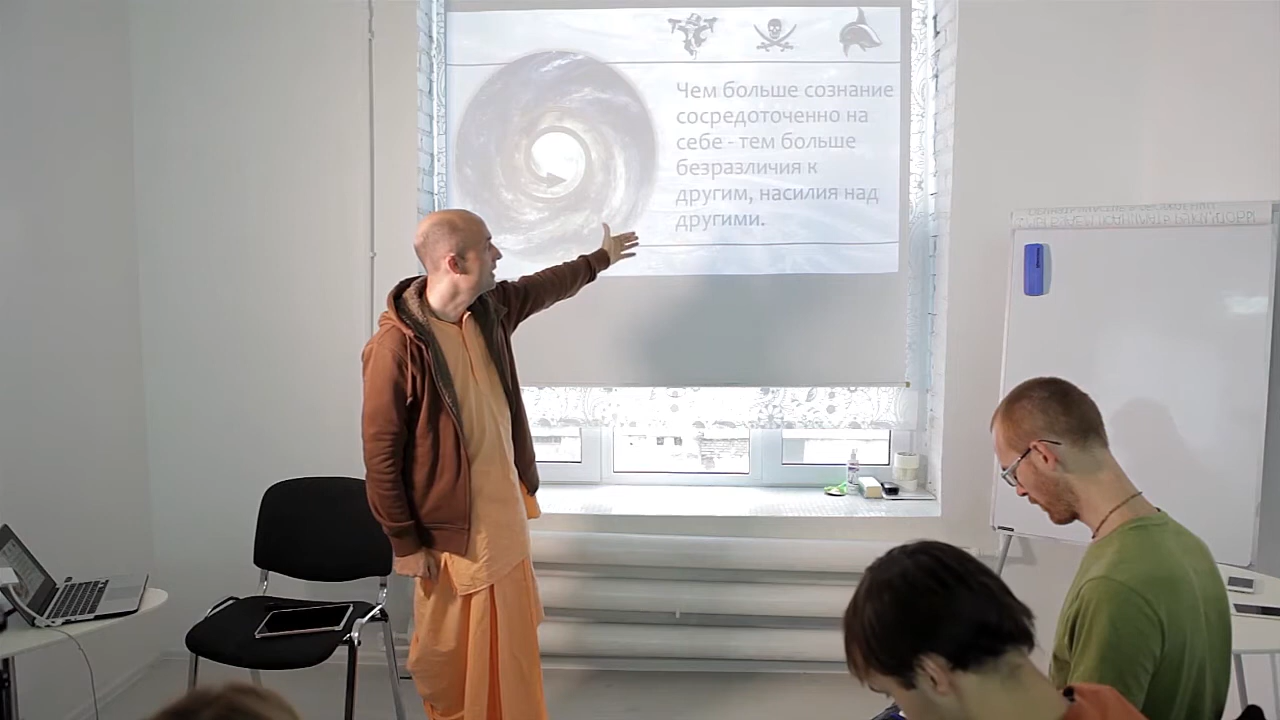 Чем больше сознание
сосредоточенно на
себе - тем больше
безразличия к
другим, насилия над
другими.